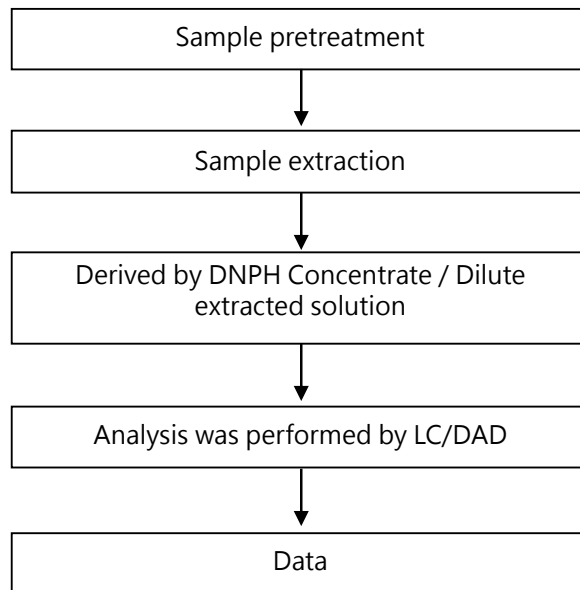 Sample pretreatment
Sample extraction
Derived by DNPH Concentrate / Dilute
extracted solution
Analysis was performed by LC/DAD
Data